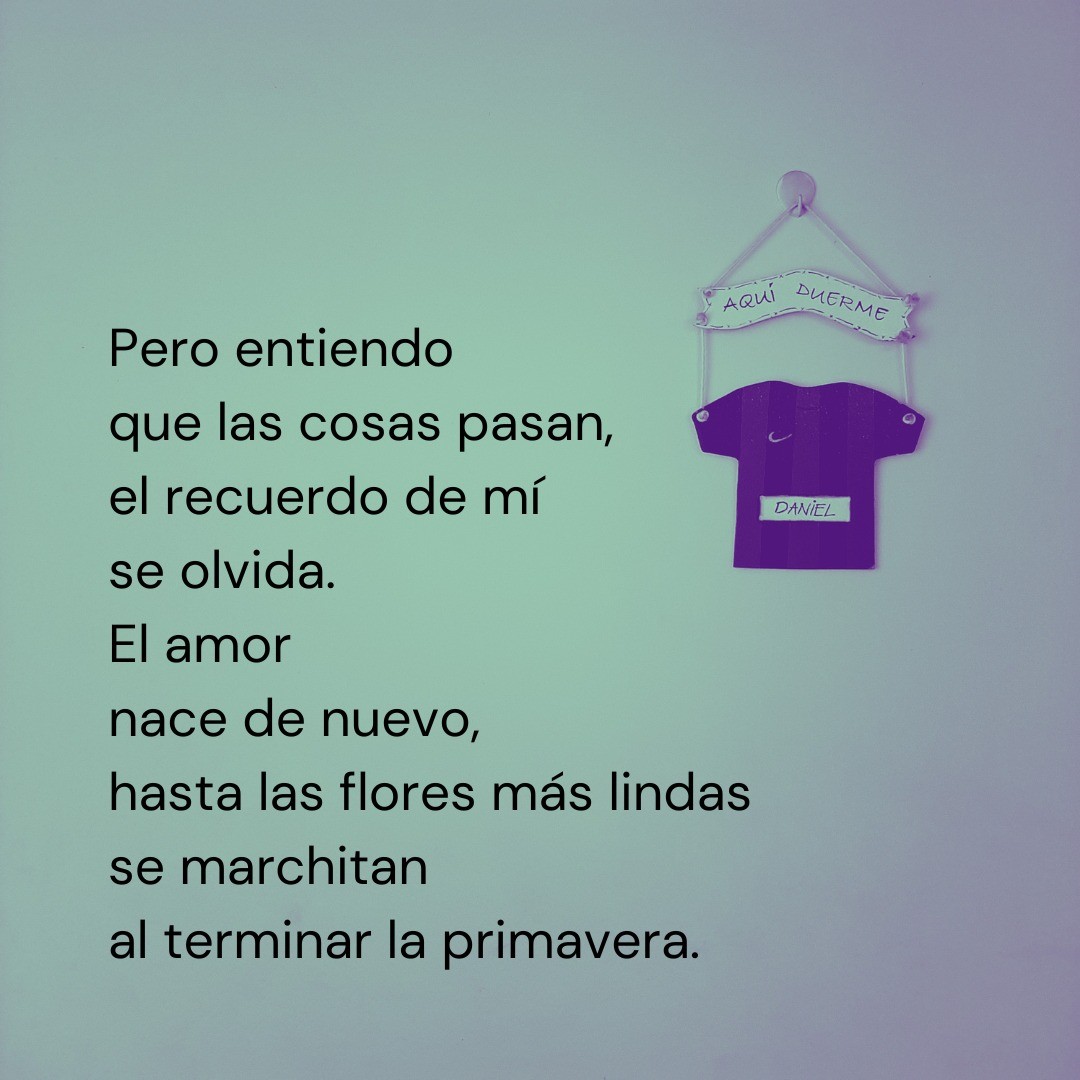 AQUÍ DUERME
DANIEL
Pero entiendo
que las cosas pasan,
el recuerdo de mí
se olvida.
El amor
nace de nuevo,
hasta las flores más lindas
se marchitan
al terminar la primavera.